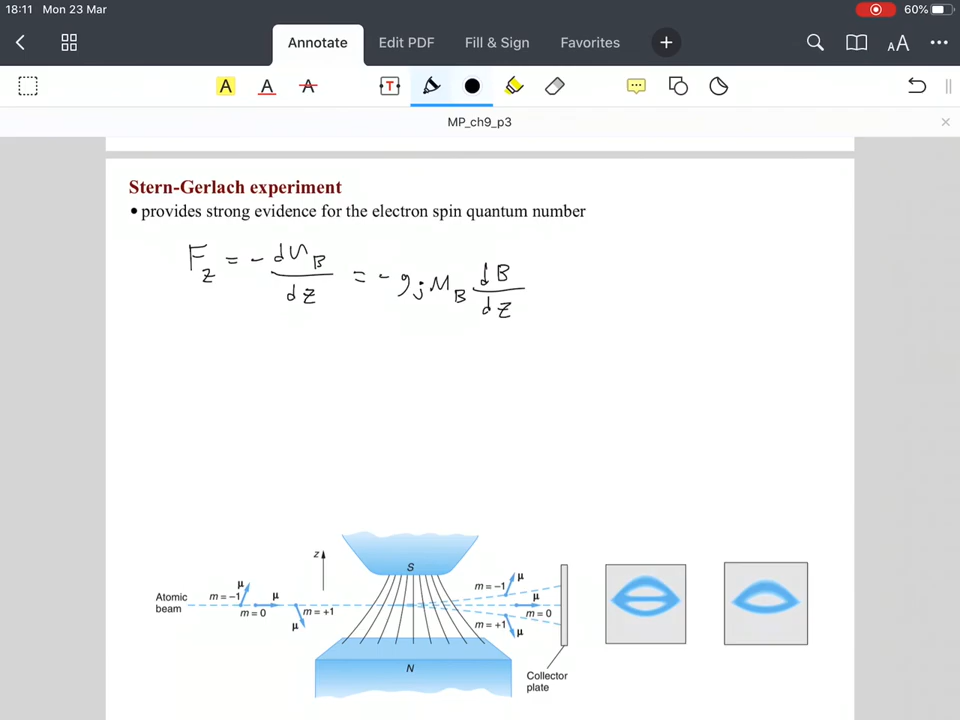 18:11 Mon 23 Mar 60%
Annotate Edit PDF Fill & Sign Favorites
A A A T AA
MP_ch9_p3
Stern-Gerlach experiment
• provides strong evidence for the electron spin quantum number
F_z = - dU_B/dz = - g_j μ_B dB/dz
z
S
Atomic beam
μ
m = −1
μ
m = 0
m = +1
μ
m = −1
μ
μ
m = 0
m = +1
μ
N
Collector plate